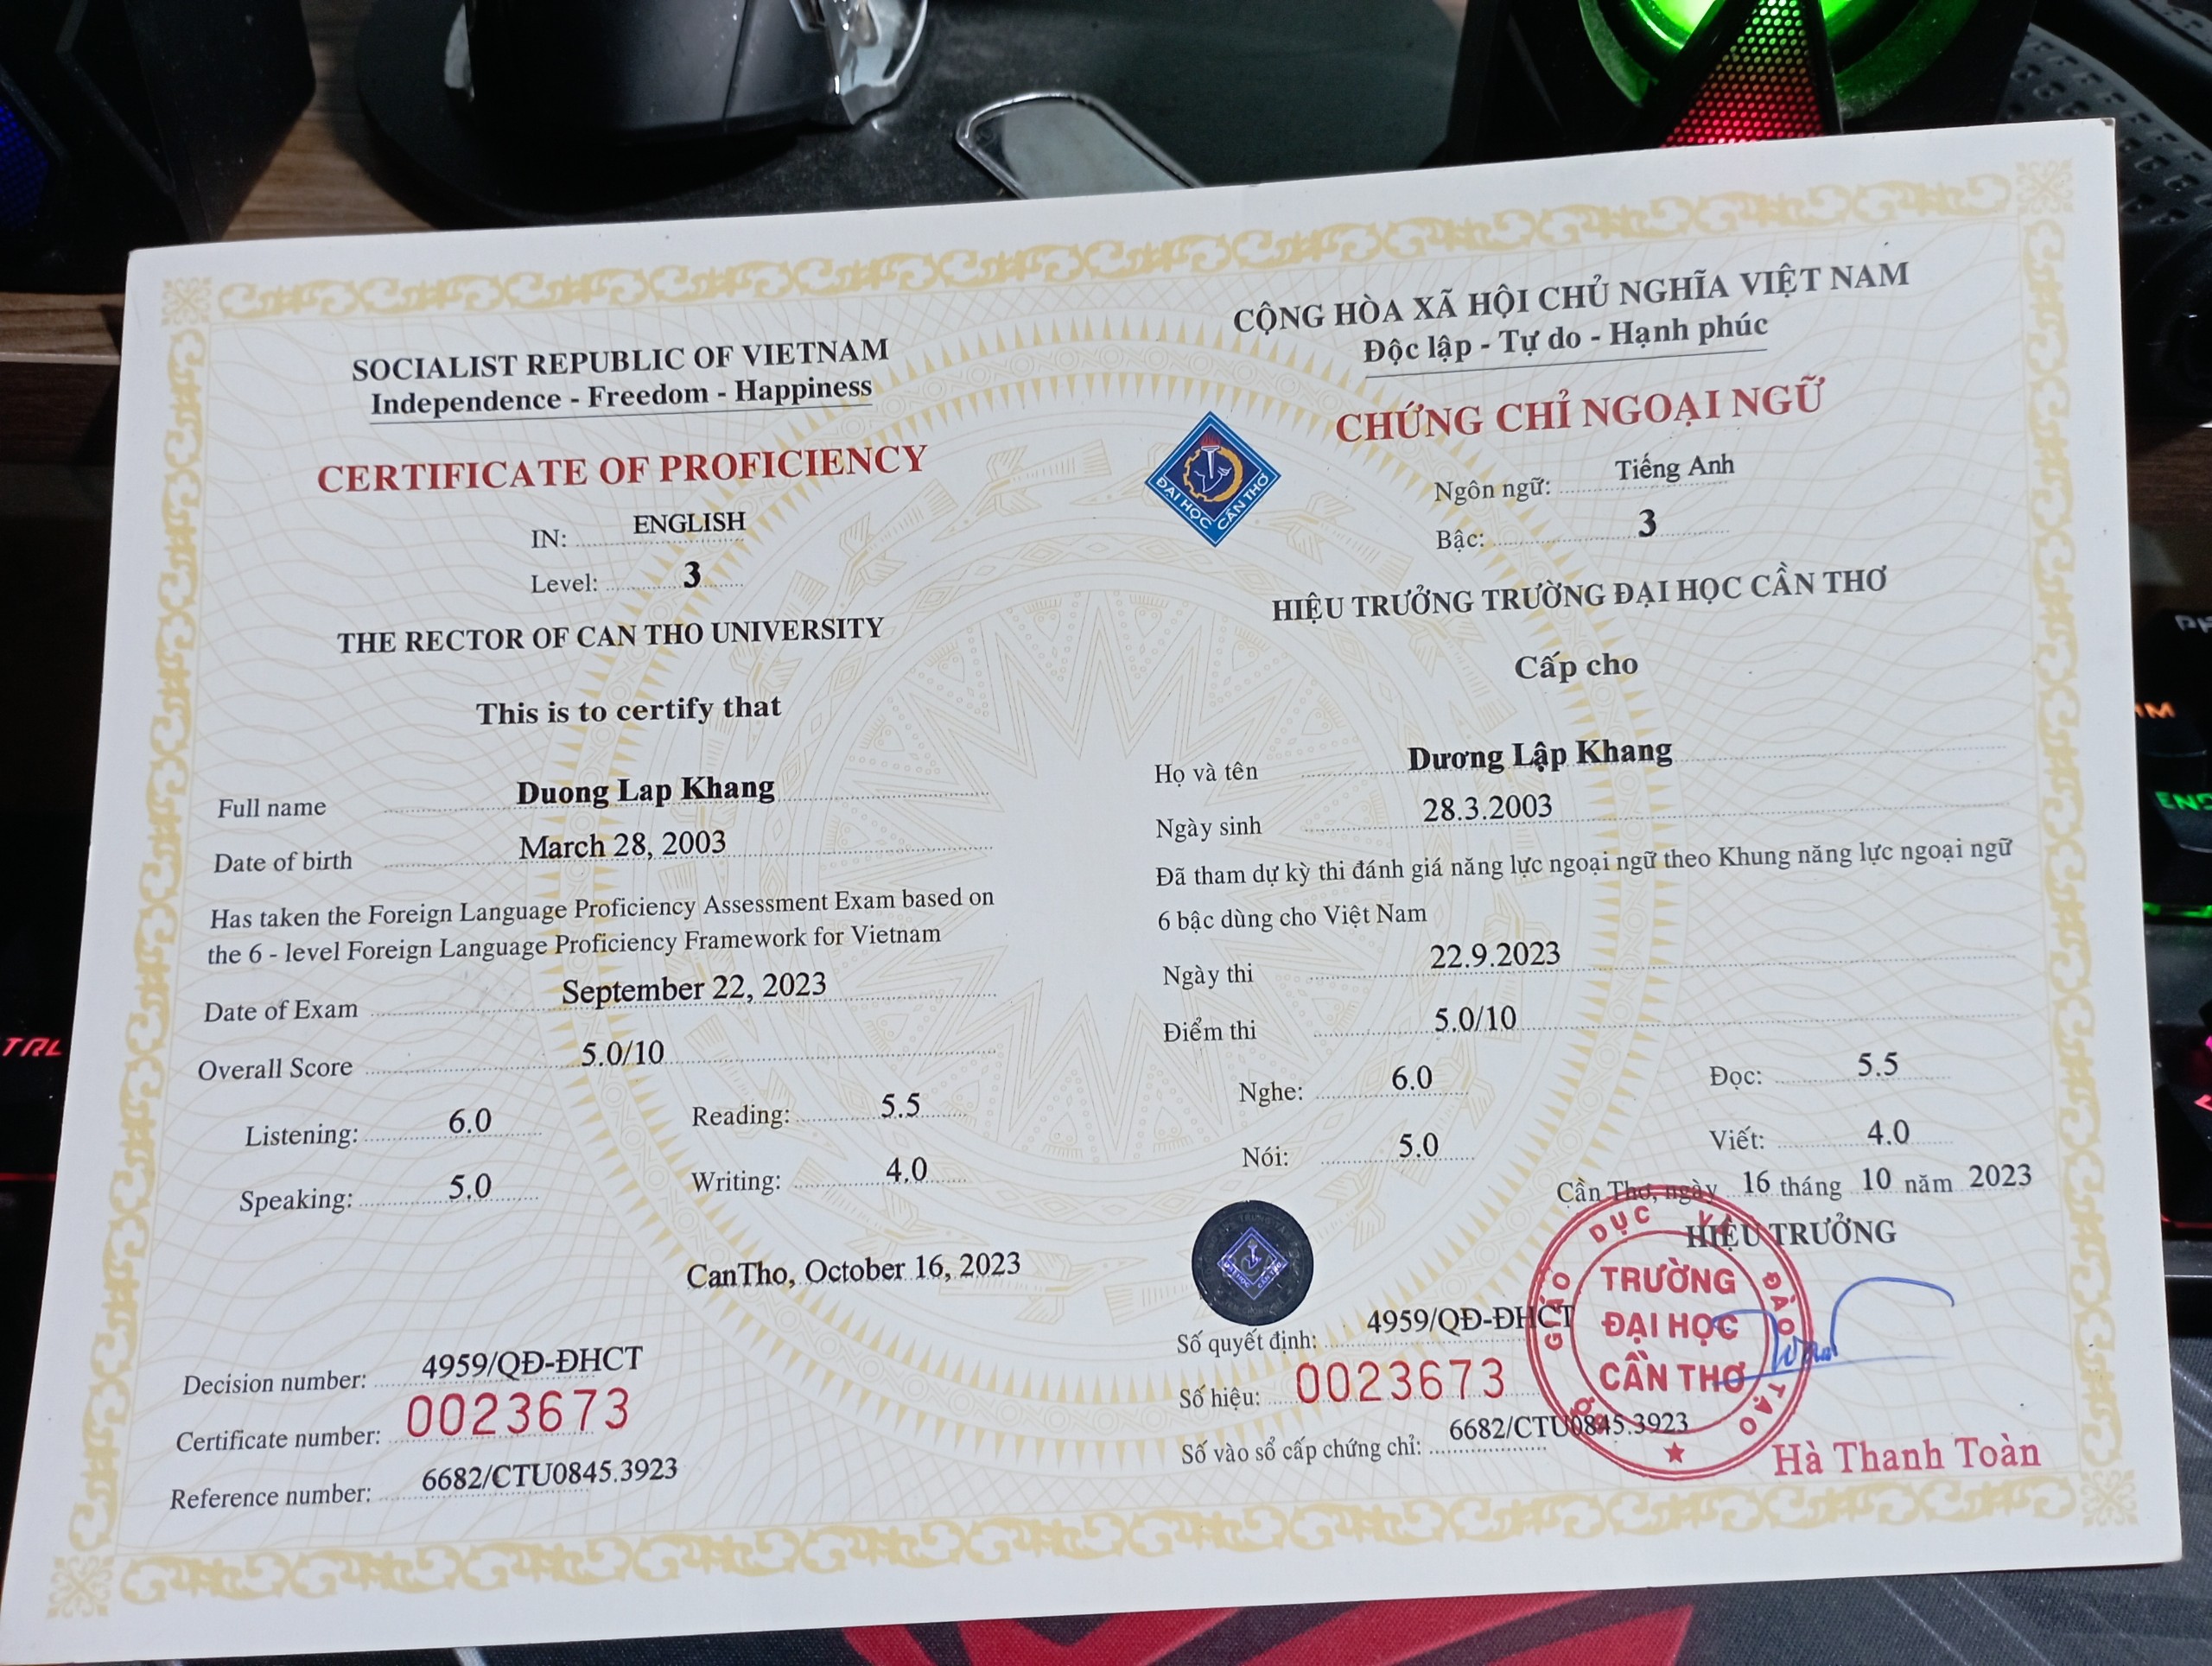 SOCIALIST REPUBLIC OF VIETNAM
Independence - Freedom - Happiness
CERTIFICATE OF PROFICIENCY
IN: ENGLISH
Level: 3
THE RECTOR OF CAN THO UNIVERSITY
This is to certify that
Full name Duong Lap Khang
Date of birth March 28, 2003
Has taken the Foreign Language Proficiency Assessment Exam based on
the 6 - level Foreign Language Proficiency Framework for Vietnam
Date of Exam September 22, 2023
Overall Score 5.0/10
Listening: 6.0 Reading: 5.5
Speaking: 5.0 Writing: 4.0
CanTho, October 16, 2023
Decision number: 4959/QĐ-ĐHCT
Certificate number: 0023673
Reference number: 6682/CTU0845.3923
ĐẠI HỌC CẦN THƠ
CỘNG HÒA XÃ HỘI CHỦ NGHĨA VIỆT NAM
Độc lập - Tự do - Hạnh phúc
CHỨNG CHỈ NGOẠI NGỮ
Ngôn ngữ: Tiếng Anh
Bậc: 3
HIỆU TRƯỞNG TRƯỜNG ĐẠI HỌC CẦN THƠ
Cấp cho
Họ và tên Dương Lập Khang
Ngày sinh 28.3.2003
Đã tham dự kỳ thi đánh giá năng lực ngoại ngữ theo Khung năng lực ngoại ngữ
6 bậc dùng cho Việt Nam
Ngày thi 22.9.2023
Điểm thi 5.0/10
Nghe: 6.0 Đọc: 5.5
Nói: 5.0 Viết: 4.0
Cần Thơ, ngày 16 tháng 10 năm 2023
HIỆU TRƯỞNG
BỘ GIÁO DỤC VÀ ĐÀO TẠO
TRƯỜNG
ĐẠI HỌC
CẦN THƠ
Số quyết định: 4959/QĐ-ĐHCT
Số hiệu: 0023673
Số vào sổ cấp chứng chỉ: 6682/CTU0845.3923
Hà Thanh Toàn